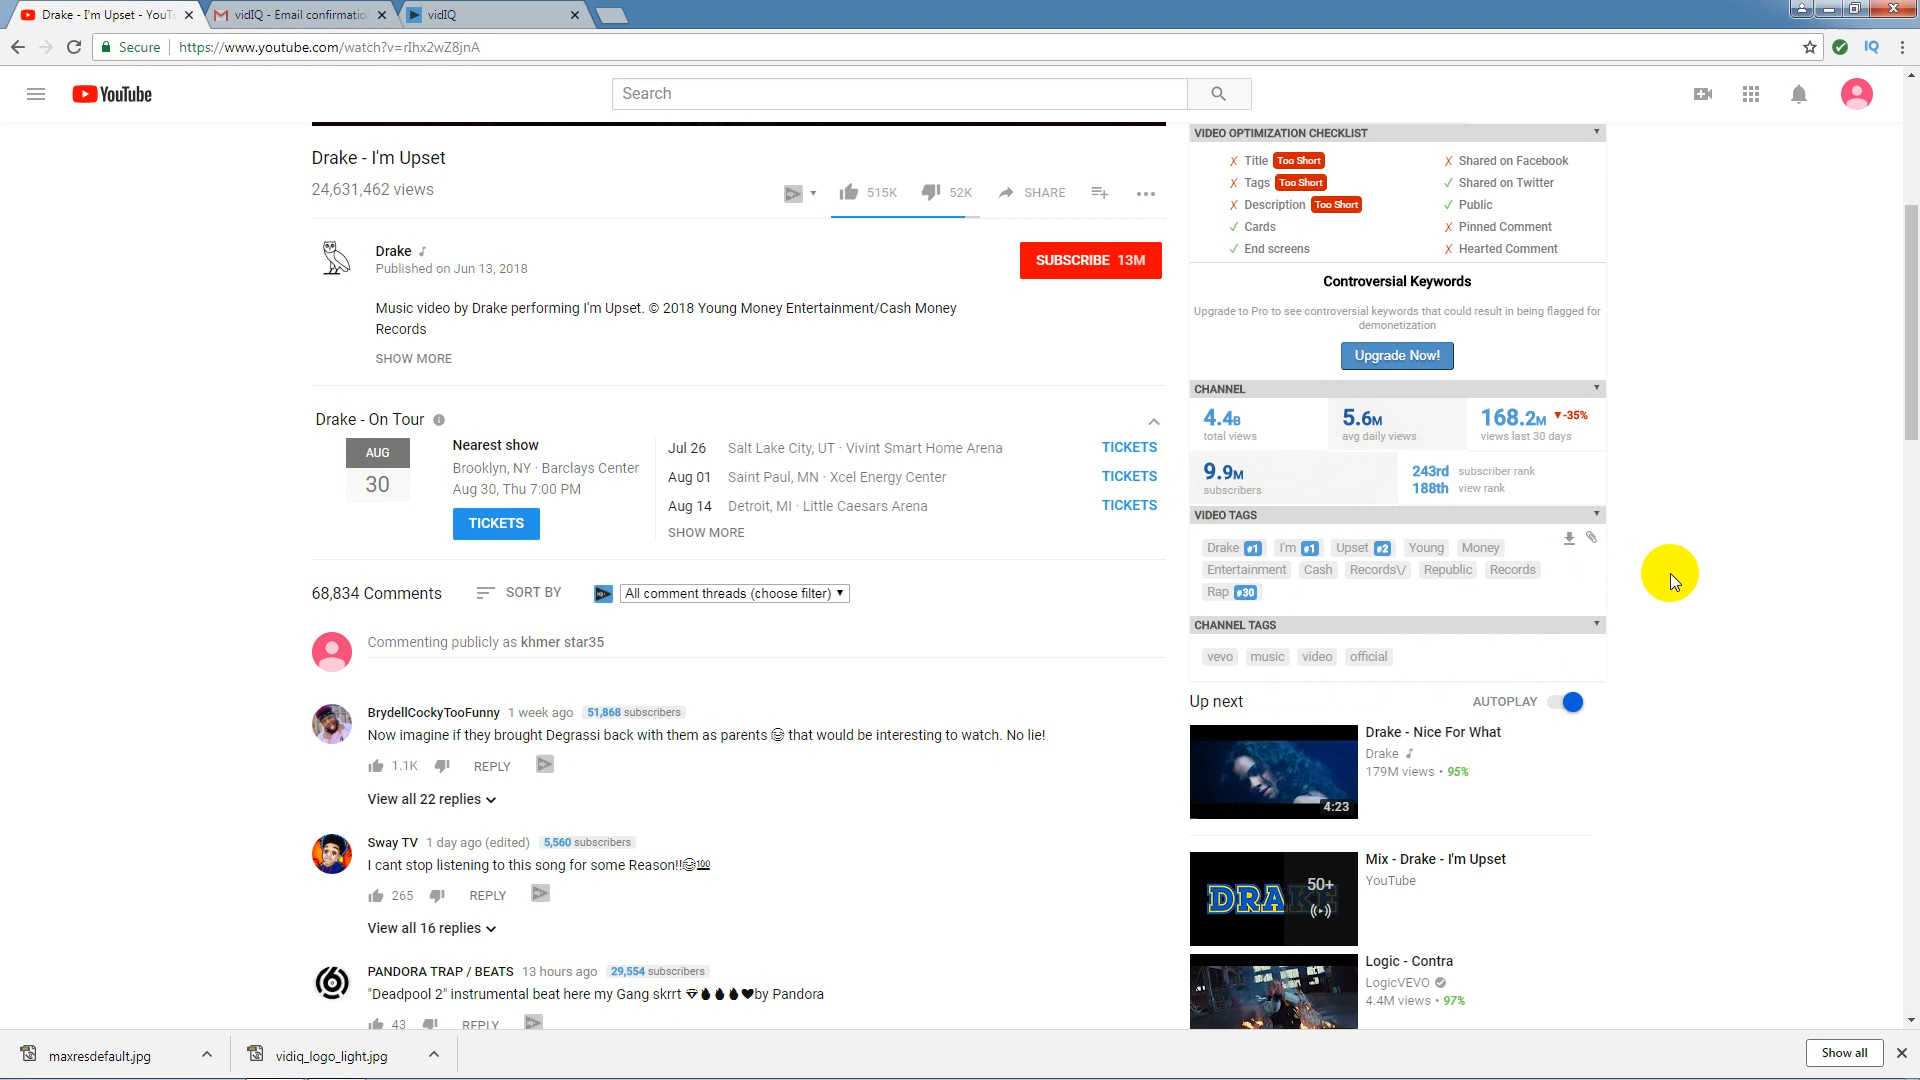 Drake - I'm Upset - YouT
vidIQ - Email confirmatio
vidIQ
Secure
https://www.youtube.com/watch?v=rIhx2wZ8jnA
IQ
YouTube
Search
Drake - I'm Upset
24,631,462 views
515K
52K
SHARE
Drake
Published on Jun 13, 2018
SUBSCRIBE 13M
Music video by Drake performing I'm Upset. © 2018 Young Money Entertainment/Cash Money
Records
SHOW MORE
Drake - On Tour
AUG
30
Nearest show
Brooklyn, NY · Barclays Center
Aug 30, Thu 7:00 PM
TICKETS
Jul 26 Salt Lake City, UT · Vivint Smart Home Arena TICKETS
Aug 01 Saint Paul, MN · Xcel Energy Center TICKETS
Aug 14 Detroit, MI · Little Caesars Arena TICKETS
SHOW MORE
68,834 Comments
SORT BY
All comment threads (choose filter)
Commenting publicly as khmer star35
BrydellCockyTooFunny 1 week ago 51,868 subscribers
Now imagine if they brought Degrassi back with them as parents 😂 that would be interesting to watch. No lie!
1.1K REPLY
View all 22 replies
Sway TV 1 day ago (edited) 5,560 subscribers
I cant stop listening to this song for some Reason!!😂💯
265 REPLY
View all 16 replies
PANDORA TRAP / BEATS 13 hours ago 29,554 subscribers
"Deadpool 2" instrumental beat here my Gang skrrt 💎🔥🔥🔥❤by Pandora
43 REPLY
VIDEO OPTIMIZATION CHECKLIST
✗ Title Too Short
✗ Tags Too Short
✗ Description Too Short
✓ Cards
✓ End screens
✗ Shared on Facebook
✓ Shared on Twitter
✓ Public
✗ Pinned Comment
✗ Hearted Comment
Controversial Keywords
Upgrade to Pro to see controversial keywords that could result in being flagged for
demonetization
Upgrade Now!
CHANNEL
4.4B
total views
5.6M
avg daily views
168.2M ▼-35%
views last 30 days
9.9M
subscribers
243rd subscriber rank
188th view rank
VIDEO TAGS
Drake #1 I'm #1 Upset #2 Young Money
Entertainment Cash Records\/ Republic Records
Rap #30
CHANNEL TAGS
vevo music video official
Up next
AUTOPLAY
4:23
Drake - Nice For What
Drake
179M views • 95%
DRAKE
50+
Mix - Drake - I'm Upset
YouTube
Logic - Contra
LogicVEVO
4.4M views • 97%
maxresdefault.jpg
vidiq_logo_light.jpg
Show all